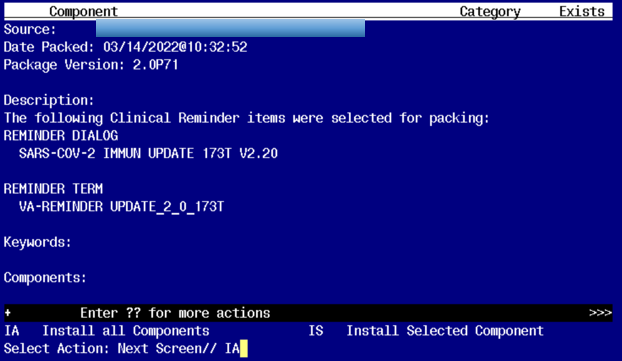 Component Category Exists
Source:
Date Packed: 03/14/2022@10:32:52
Package Version: 2.0P71
Description:
The following Clinical Reminder items were selected for packing:
REMINDER DIALOG
SARS-COV-2 IMMUN UPDATE 173T V2.20
REMINDER TERM
VA-REMINDER UPDATE_2_0_173T
Keywords:
Components:
+ Enter ?? for more actions >>>
IA Install all Components IS Install Selected Component
Select Action: Next Screen// IA